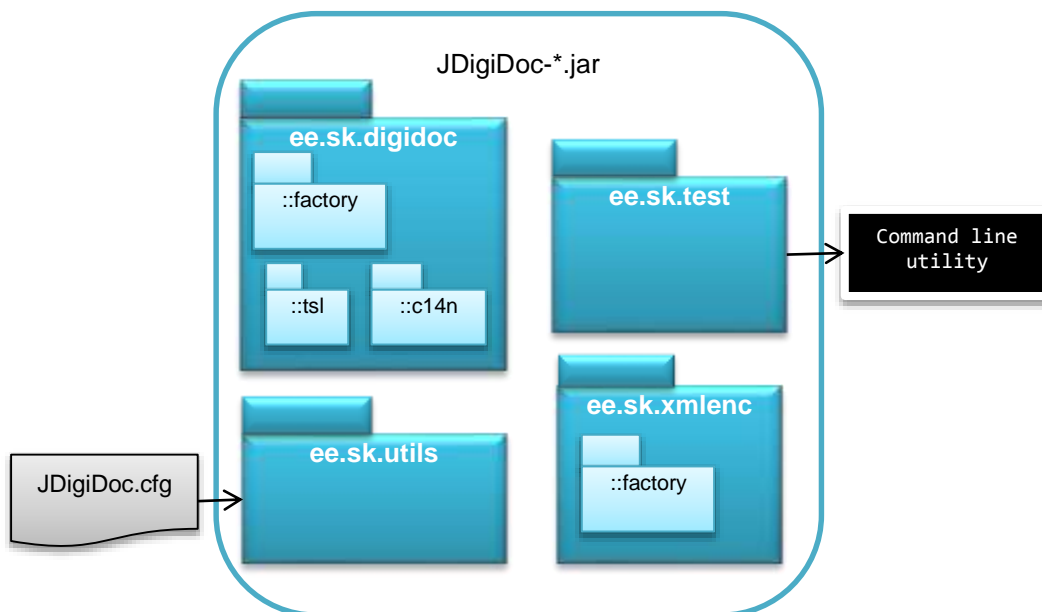 JDigiDoc-*.jar
ee.sk.digidoc
::factory
::tsl
::c14n
ee.sk.test
Command line
utility
ee.sk.utils
JDigiDoc.cfg
ee.sk.xmlenc
::factory